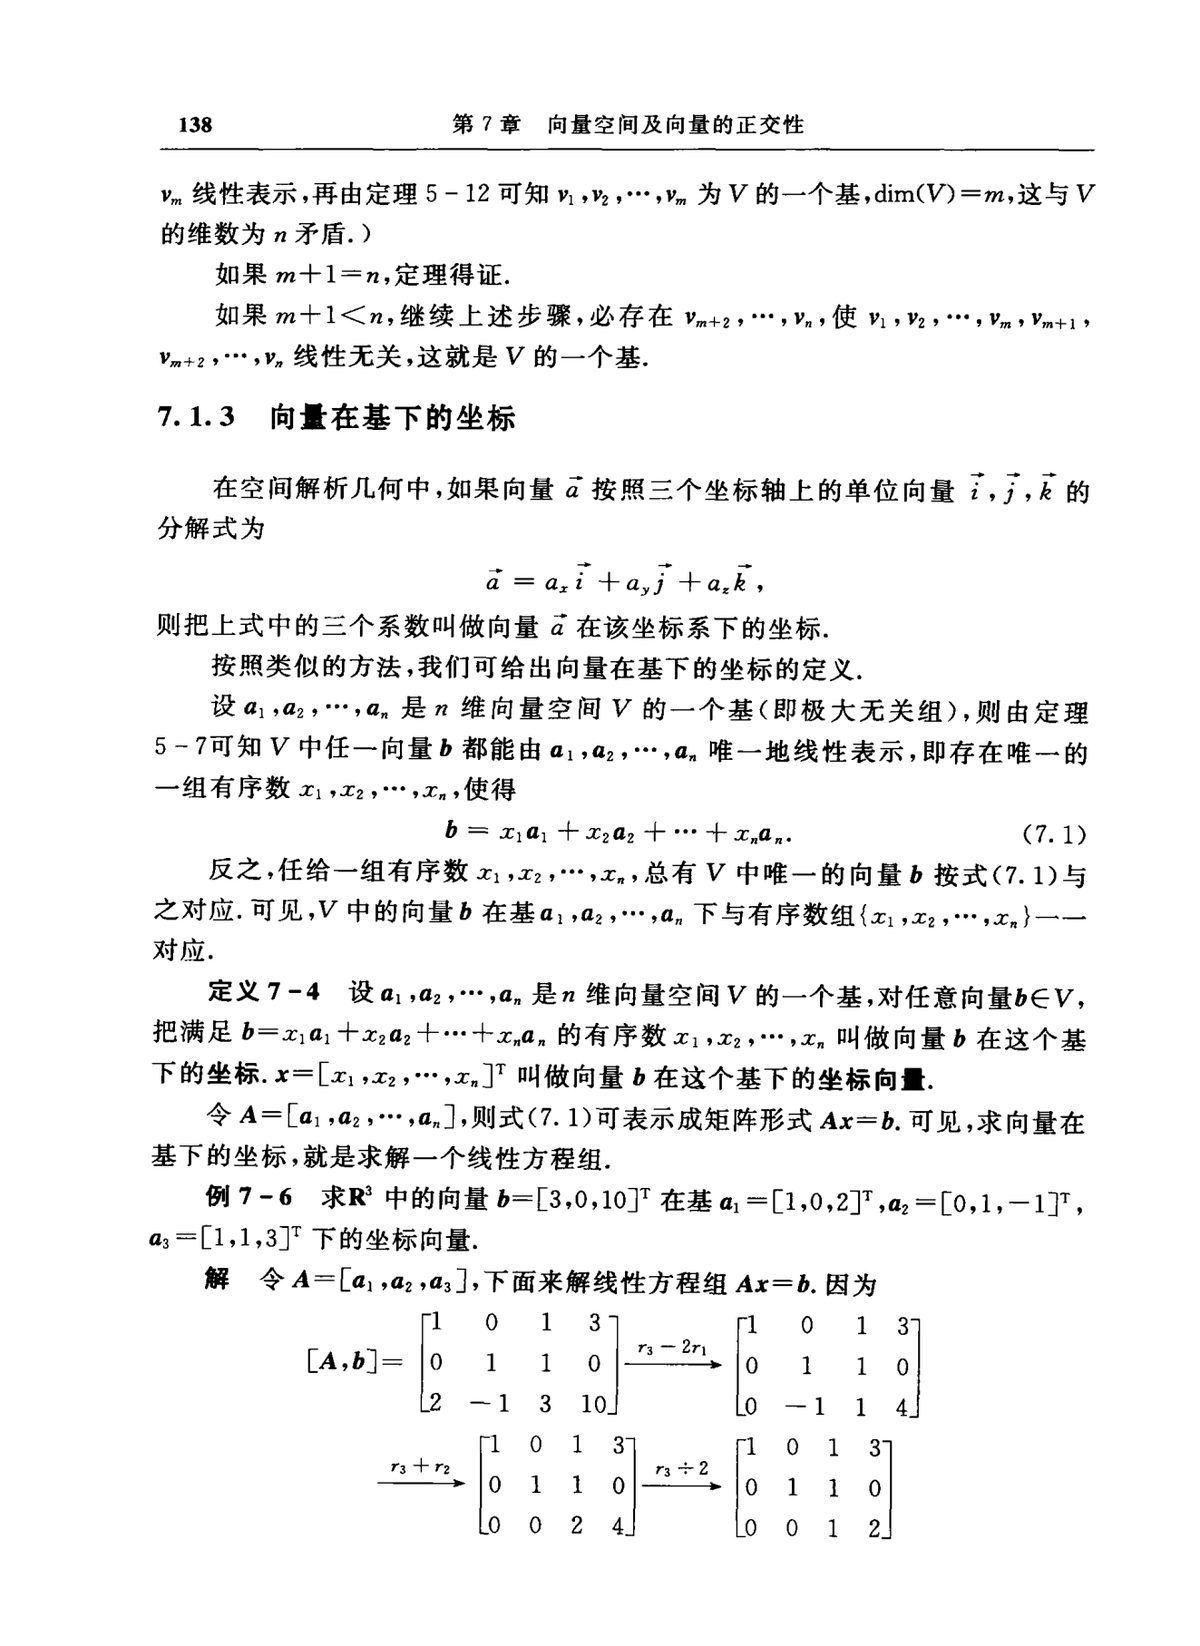 138 第 7 章 向量空间及向量的正交性
vₘ 线性表示,再由定理 5-12 可知 v₁,v₂,⋯,vₘ 为 V 的一个基,dim(V)=m,这与 V
的维数为 n 矛盾.)
如果 m+1=n,定理得证.
如果 m+1<n,继续上述步骤,必存在 vₘ₊₂,⋯,vₙ,使 v₁,v₂,⋯,vₘ,vₘ₊₁,
vₘ₊₂,⋯,vₙ 线性无关,这就是 V 的一个基.
7.1.3 向量在基下的坐标
在空间解析几何中,如果向量 a⃗ 按照三个坐标轴上的单位向量 i⃗,j⃗,k⃗ 的
分解式为
a⃗ = aₓi⃗ + a_y j⃗ + a_z k⃗,
则把上式中的三个系数叫做向量 a⃗ 在该坐标系下的坐标.
按照类似的方法,我们可给出向量在基下的坐标的定义.
设 a₁,a₂,⋯,aₙ 是 n 维向量空间 V 的一个基(即极大无关组),则由定理
5-7可知 V 中任一向量 b 都能由 a₁,a₂,⋯,aₙ 唯一地线性表示,即存在唯一的
一组有序数 x₁,x₂,⋯,xₙ,使得
b = x₁a₁ + x₂a₂ + ⋯ + xₙaₙ. (7.1)
反之,任给一组有序数 x₁,x₂,⋯,xₙ,总有 V 中唯一的向量 b 按式(7.1)与
之对应.可见,V 中的向量 b 在基 a₁,a₂,⋯,aₙ 下与有序数组{x₁,x₂,⋯,xₙ}一一
对应.
定义 7-4 设 a₁,a₂,⋯,aₙ 是 n 维向量空间 V 的一个基,对任意向量b∈V,
把满足 b=x₁a₁+x₂a₂+⋯+xₙaₙ 的有序数 x₁,x₂,⋯,xₙ 叫做向量 b 在这个基
下的坐标.x=[x₁,x₂,⋯,xₙ]ᵀ 叫做向量 b 在这个基下的坐标向量.
令 A=[a₁,a₂,⋯,aₙ],则式(7.1)可表示成矩阵形式 Ax=b.可见,求向量在
基下的坐标,就是求解一个线性方程组.
例 7-6 求R³ 中的向量 b=[3,0,10]ᵀ 在基 a₁=[1,0,2]ᵀ,a₂=[0,1,-1]ᵀ,
a₃=[1,1,3]ᵀ 下的坐标向量.
解 令 A=[a₁,a₂,a₃],下面来解线性方程组 Ax=b.因为
1 0 1 3 1 0 1 3
[A,b]= 0 1 1 0 r₃-2r₁ → 0 1 1 0
2 -1 3 10 0 -1 1 4
1 0 1 3 1 0 1 3
r₃+r₂ → 0 1 1 0 r₃÷2 → 0 1 1 0
0 0 2 4 0 0 1 2